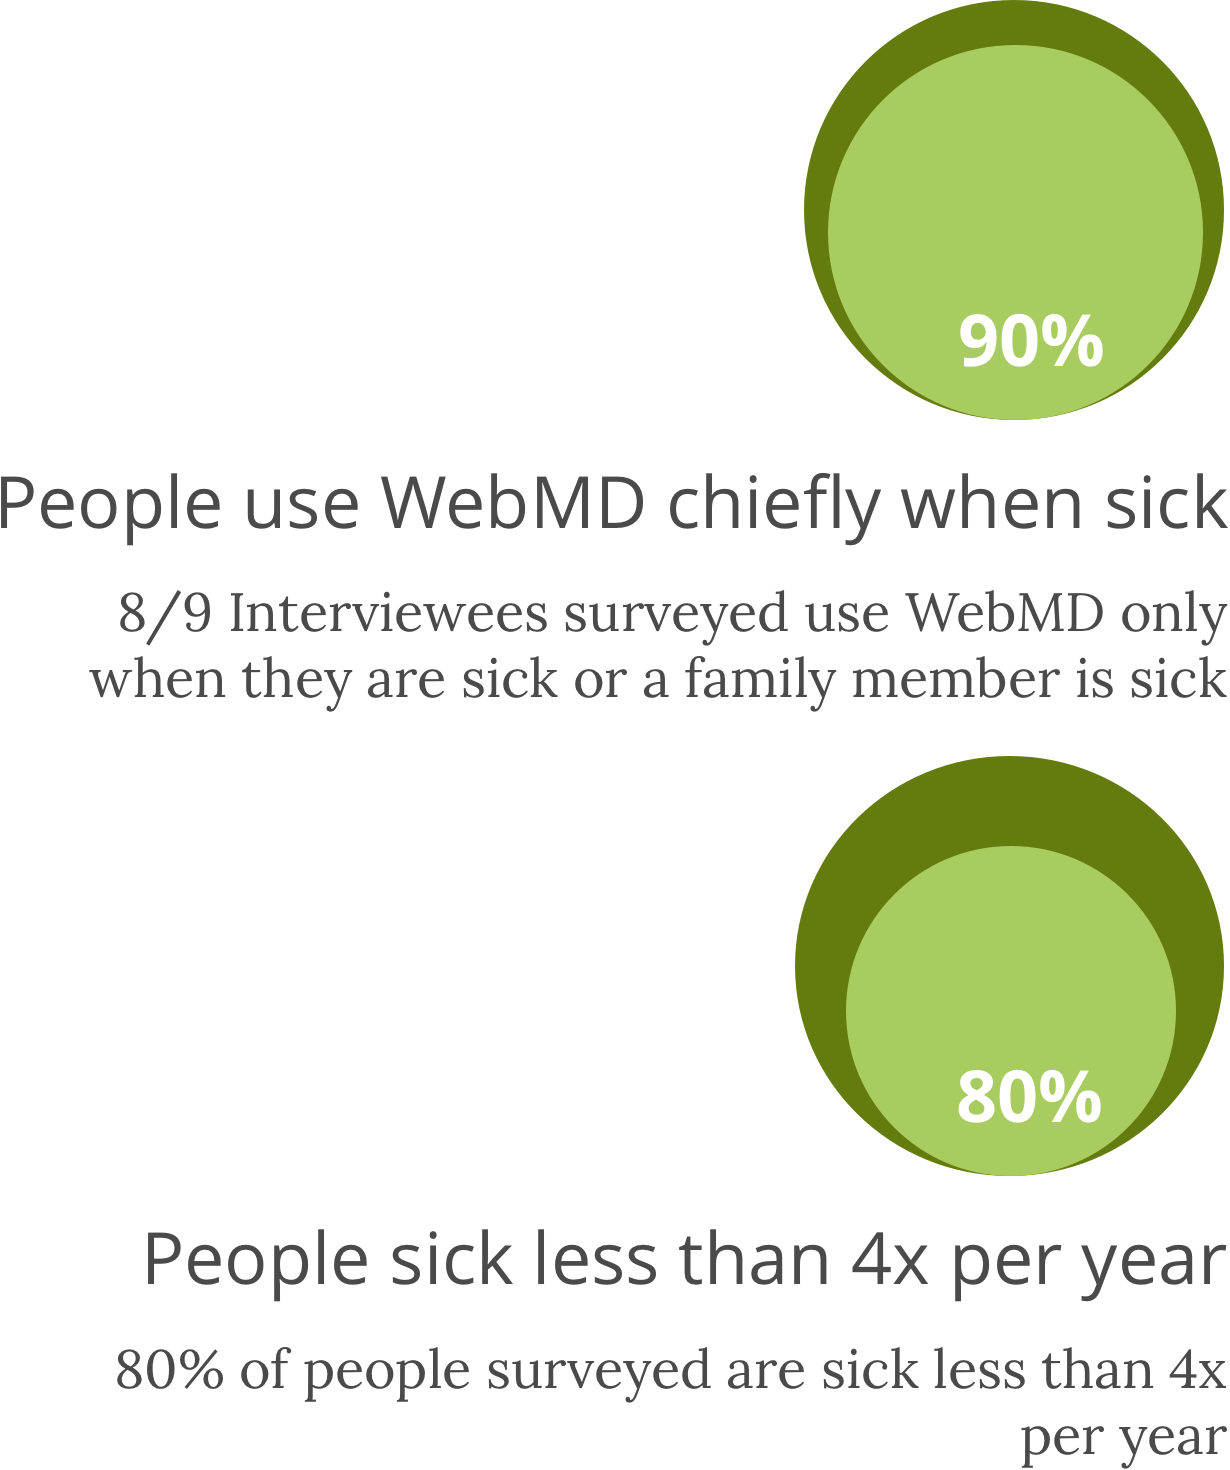 90%
People use WebMD chiefly when sick
8/9 Interviewees surveyed use WebMD only
when they are sick or a family member is sick
80%
People sick less than 4x per year
80% of people surveyed are sick less than 4x
per year